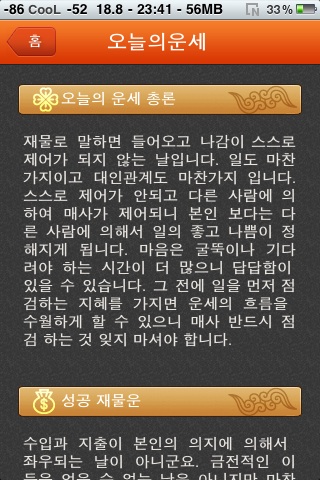 -86 CooL -52 18.8 - 23:41 - 56MB 33%
홈
오늘의운세
오늘의 운세 총론
재물로 말하면 들어오고 나감이 스스로
제어가 되지 않는 날입니다. 일도 마찬
가지이고 대인관계도 마찬가지 입니다.
스스로 제어가 안되고 다른 사람에 의
하여 매사가 제어되니 본인 보다는 다
른 사람에 의해서 일의 좋고 나쁨이 정
해지게 됩니다. 마음은 굴뚝이나 기다
려야 하는 시간이 더 많으니 답답함이
있을 수 있습니다. 그 전에 일을 먼저 점
검하는 지혜를 가지면 운세의 흐름을
수월하게 할 수 있으니 매사 반드시 점
검 하는 것 잊지 마셔야 합니다.
성공 재물운
수입과 지출이 본인의 의지에 의해서
좌우되는 날이 아니군요. 금전적인 이